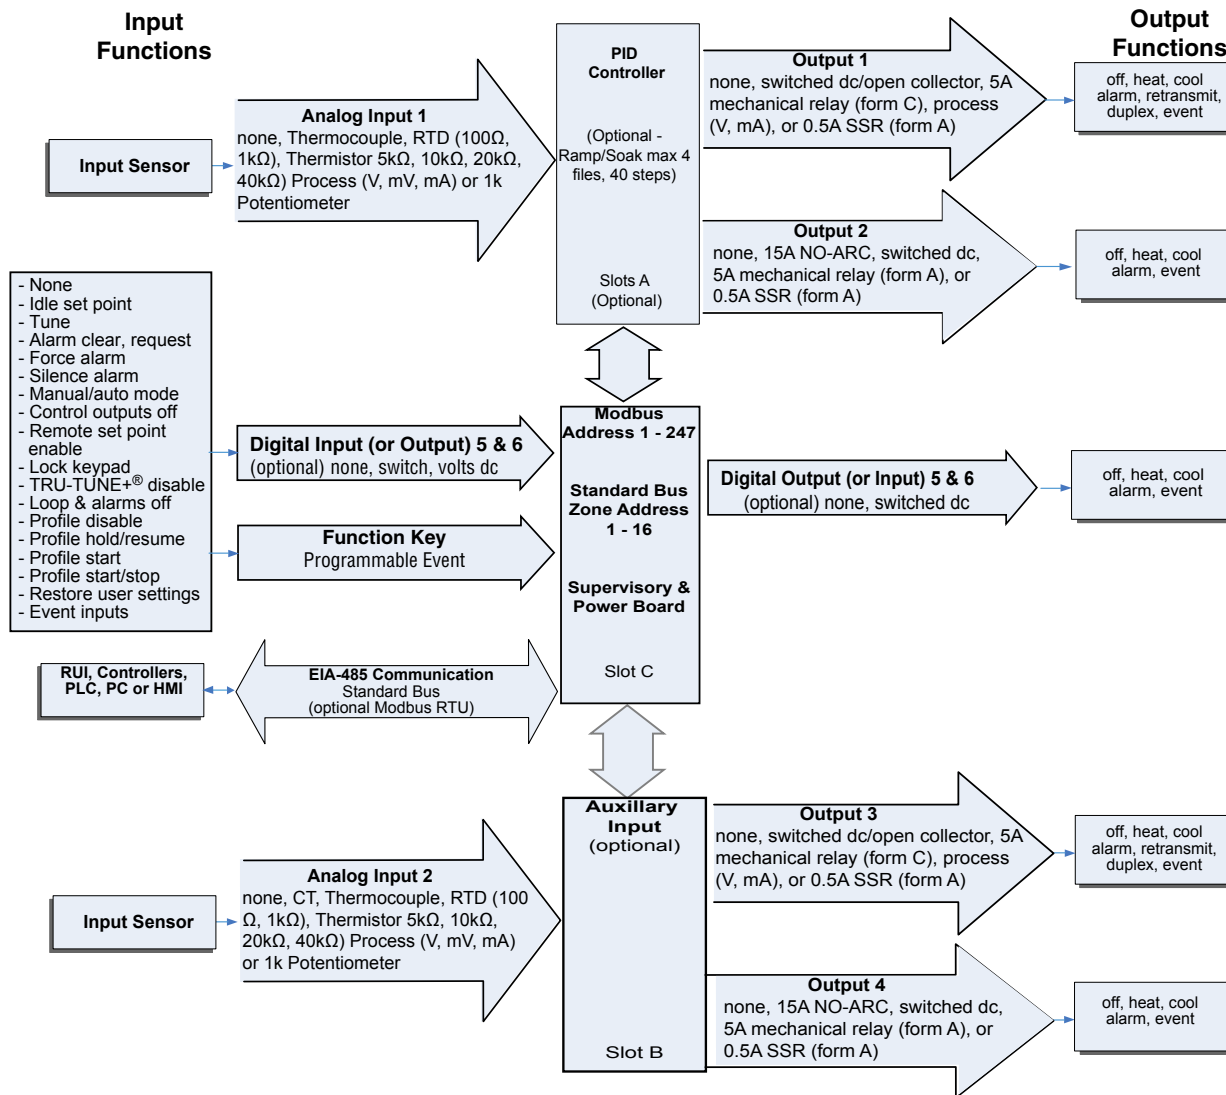 Input
Functions
Output
Functions
Input Sensor
Analog Input 1
none, Thermocouple, RTD (100Ω,
1kΩ), Thermistor 5kΩ, 10kΩ, 20kΩ,
40kΩ) Process (V, mV, mA) or 1k
Potentiometer
PID
Controller
(Optional -
Ramp/Soak max 4
files, 40 steps)
Slots A
(Optional)
Output 1
none, switched dc/open collector, 5A
mechanical relay (form C), process
(V, mA), or 0.5A SSR (form A)
off, heat, cool
alarm, retransmit,
duplex, event
Output 2
none, 15A NO-ARC, switched dc,
5A mechanical relay (form A), or
0.5A SSR (form A)
off, heat, cool
alarm, event
- None
- Idle set point
- Tune
- Alarm clear, request
- Force alarm
- Silence alarm
- Manual/auto mode
- Control outputs off
- Remote set point
enable
- Lock keypad
- TRU-TUNE+® disable
- Loop & alarms off
- Profile disable
- Profile hold/resume
- Profile start
- Profile start/stop
- Restore user settings
- Event inputs
Digital Input (or Output) 5 & 6
(optional) none, switch, volts dc
Function Key
Programmable Event
Modbus
Address 1 - 247
Standard Bus
Zone Address
1 - 16
Supervisory &
Power Board
Slot C
Digital Output (or Input) 5 & 6
(optional) none, switched dc
off, heat, cool
alarm, event
RUI, Controllers,
PLC, PC or HMI
EIA-485 Communication
Standard Bus
(optional Modbus RTU)
Input Sensor
Analog Input 2
none, CT, Thermocouple, RTD (100
Ω, 1kΩ), Thermistor 5kΩ, 10kΩ,
20kΩ, 40kΩ) Process (V, mV, mA)
or 1k Potentiometer
Auxillary
Input
(optional)
Slot B
Output 3
none, switched dc/open collector, 5A
mechanical relay (form C), process
(V, mA), or 0.5A SSR (form A)
off, heat, cool
alarm, retransmit,
duplex, event
Output 4
none, 15A NO-ARC, switched dc,
5A mechanical relay (form A), or
0.5A SSR (form A)
off, heat, cool
alarm, event